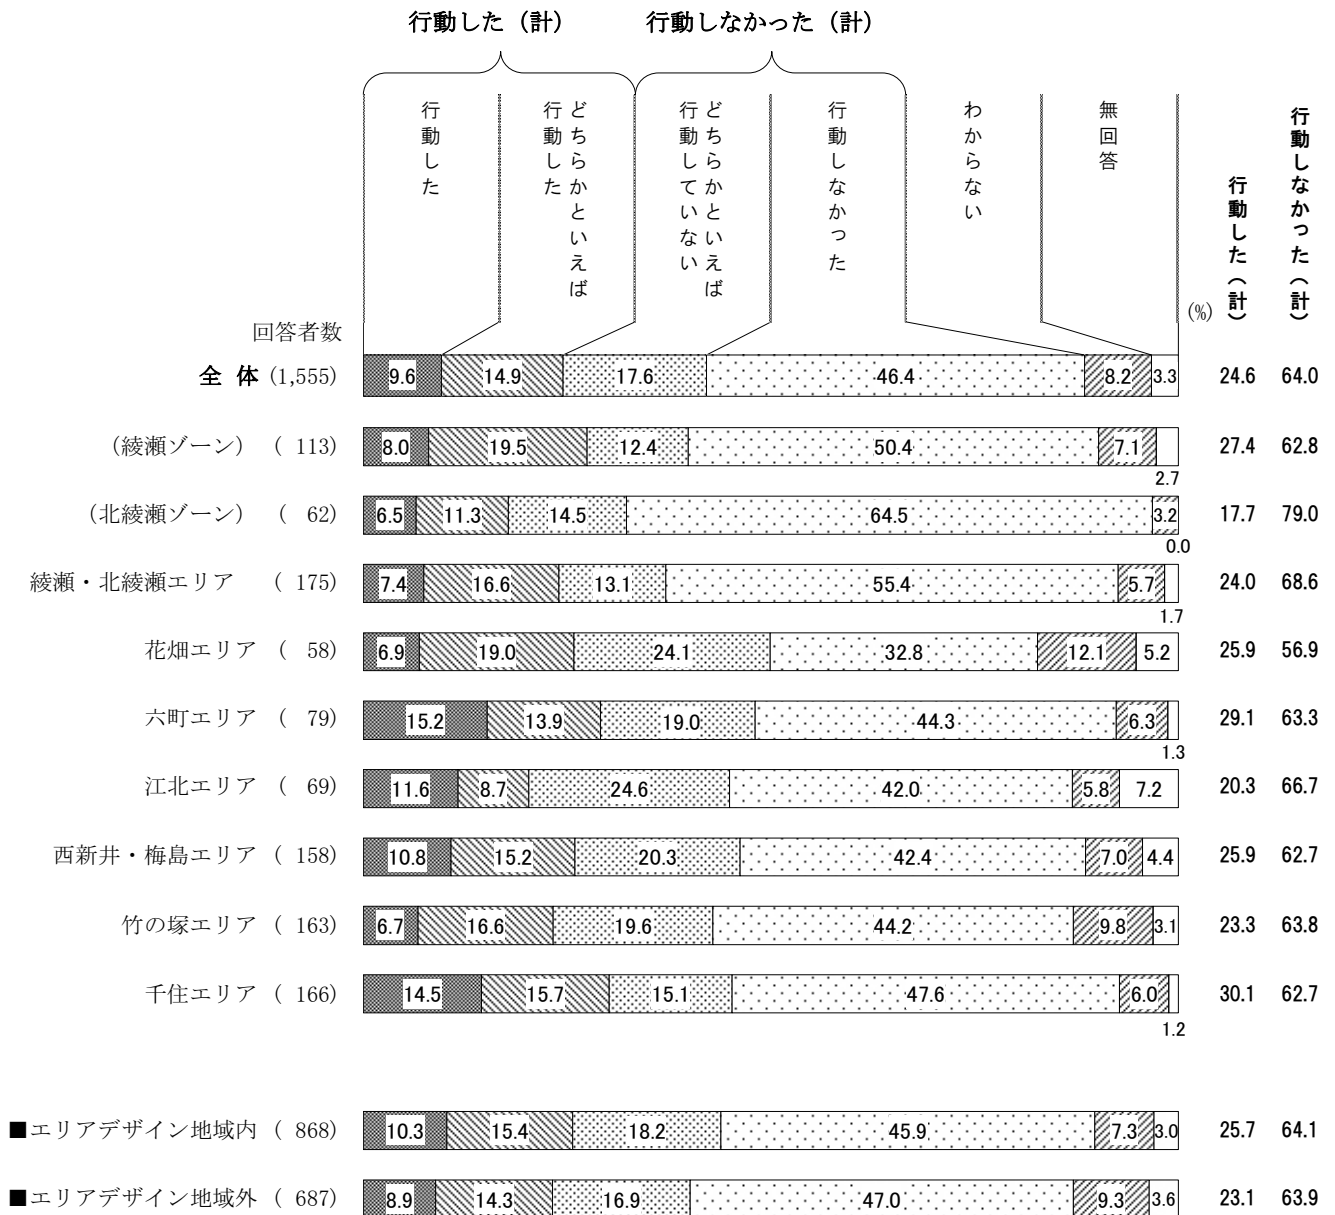 行動した（計）
行動しなかった（計）
行動した
どちらかといえば
行動した
どちらかといえば
行動していない
行動しなかった
わからない
無回答
行動した（計）
行動しなかった（計）
(%)
回答者数
全 体 (1,555) 9.6 14.9 17.6 46.4 8.2 3.3 24.6 64.0
（綾瀬ゾーン） ( 113) 8.0 19.5 12.4 50.4 7.1 27.4 62.8
2.7
（北綾瀬ゾーン） ( 62) 6.5 11.3 14.5 64.5 3.2 17.7 79.0
0.0
綾瀬・北綾瀬エリア ( 175) 7.4 16.6 13.1 55.4 5.7 24.0 68.6
1.7
花畑エリア ( 58) 6.9 19.0 24.1 32.8 12.1 5.2 25.9 56.9
六町エリア ( 79) 15.2 13.9 19.0 44.3 6.3 29.1 63.3
1.3
江北エリア ( 69) 11.6 8.7 24.6 42.0 5.8 7.2 20.3 66.7
西新井・梅島エリア ( 158) 10.8 15.2 20.3 42.4 7.0 4.4 25.9 62.7
竹の塚エリア ( 163) 6.7 16.6 19.6 44.2 9.8 3.1 23.3 63.8
千住エリア ( 166) 14.5 15.7 15.1 47.6 6.0 30.1 62.7
1.2
■エリアデザイン地域内 ( 868) 10.3 15.4 18.2 45.9 7.3 3.0 25.7 64.1
■エリアデザイン地域外 ( 687) 8.9 14.3 16.9 47.0 9.3 3.6 23.1 63.9